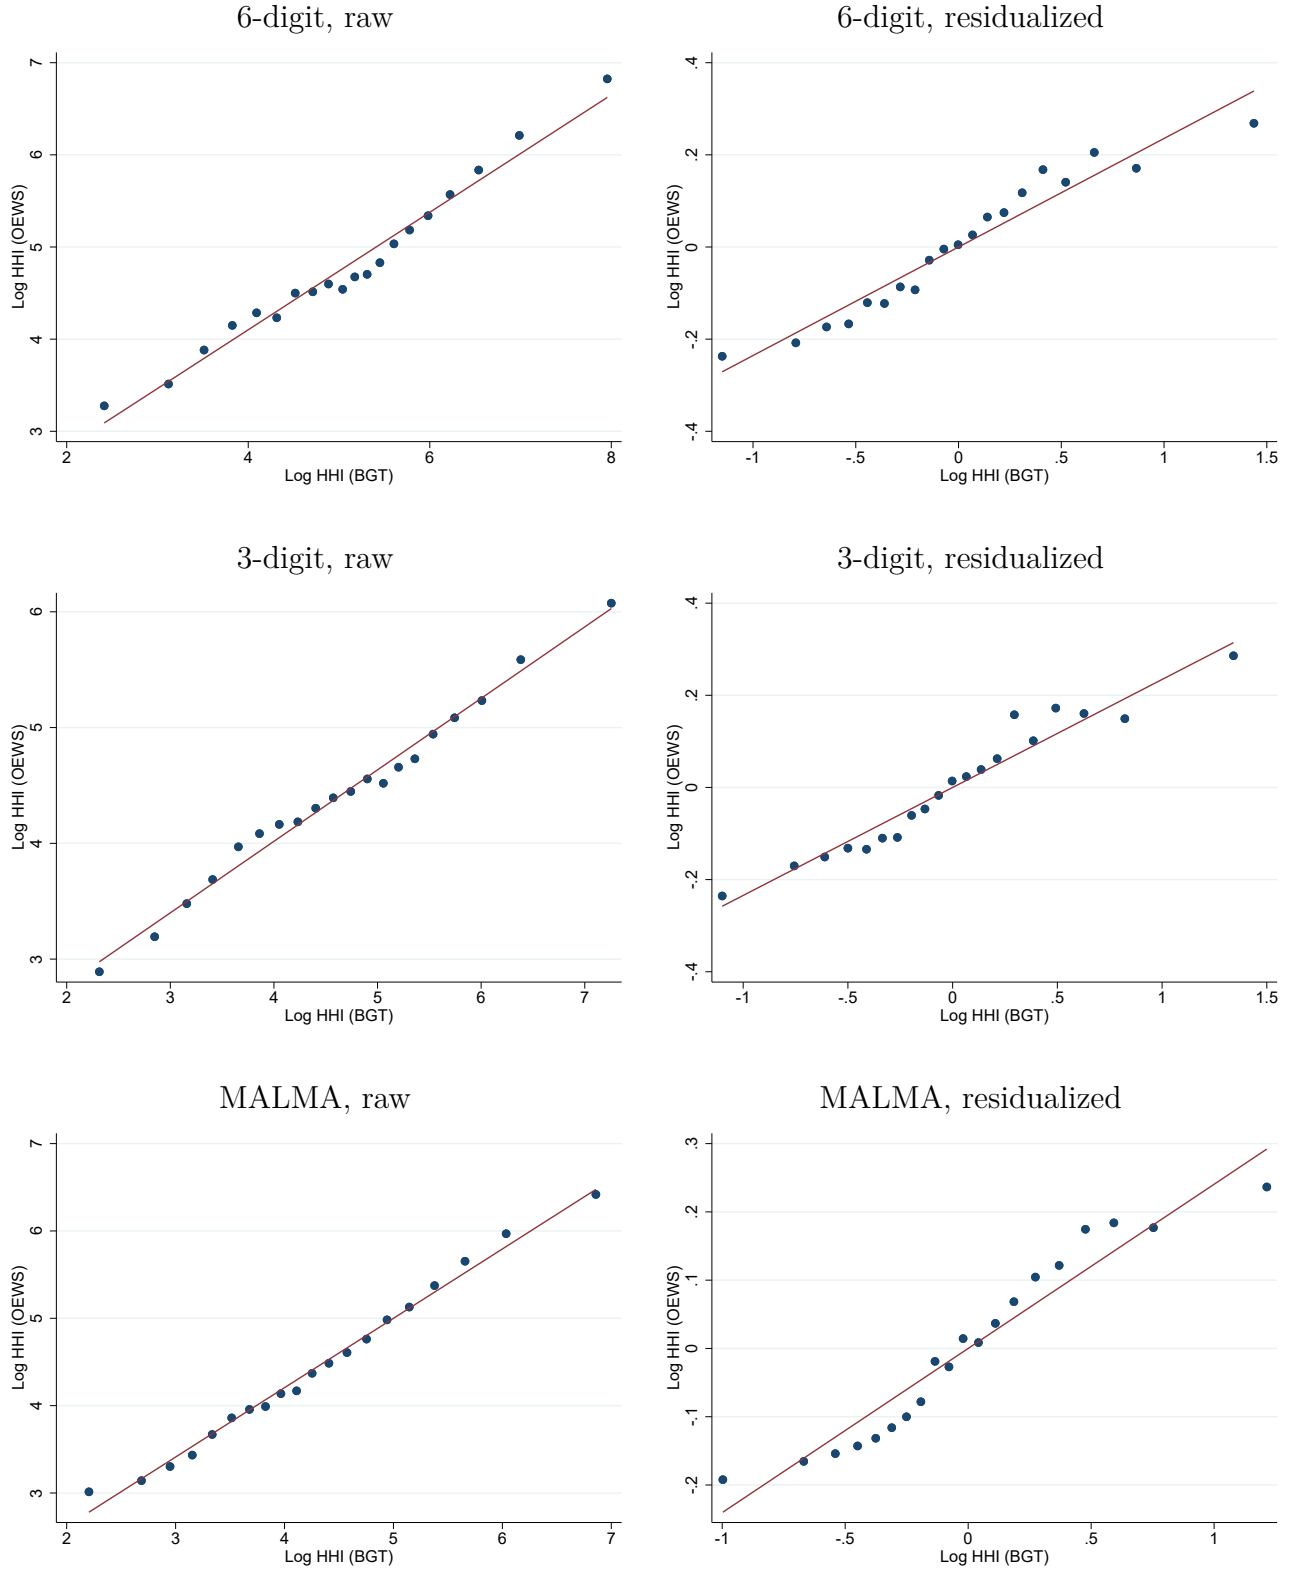 6-digit, raw
7
6
5
4
3
Log HHI (OEWS)
2 4 6 8
Log HHI (BGT)
6-digit, residualized
.4
.2
0
-.2
-.4
Log HHI (OEWS)
-1 -.5 0 .5 1 1.5
Log HHI (BGT)
3-digit, raw
6
5
4
3
Log HHI (OEWS)
2 3 4 5 6 7
Log HHI (BGT)
3-digit, residualized
.4
.2
0
-.2
-.4
Log HHI (OEWS)
-1 -.5 0 .5 1 1.5
Log HHI (BGT)
MALMA, raw
7
6
5
4
3
Log HHI (OEWS)
2 3 4 5 6 7
Log HHI (BGT)
MALMA, residualized
.3
.2
.1
0
-.1
-.2
Log HHI (OEWS)
-1 -.5 0 .5 1
Log HHI (BGT)